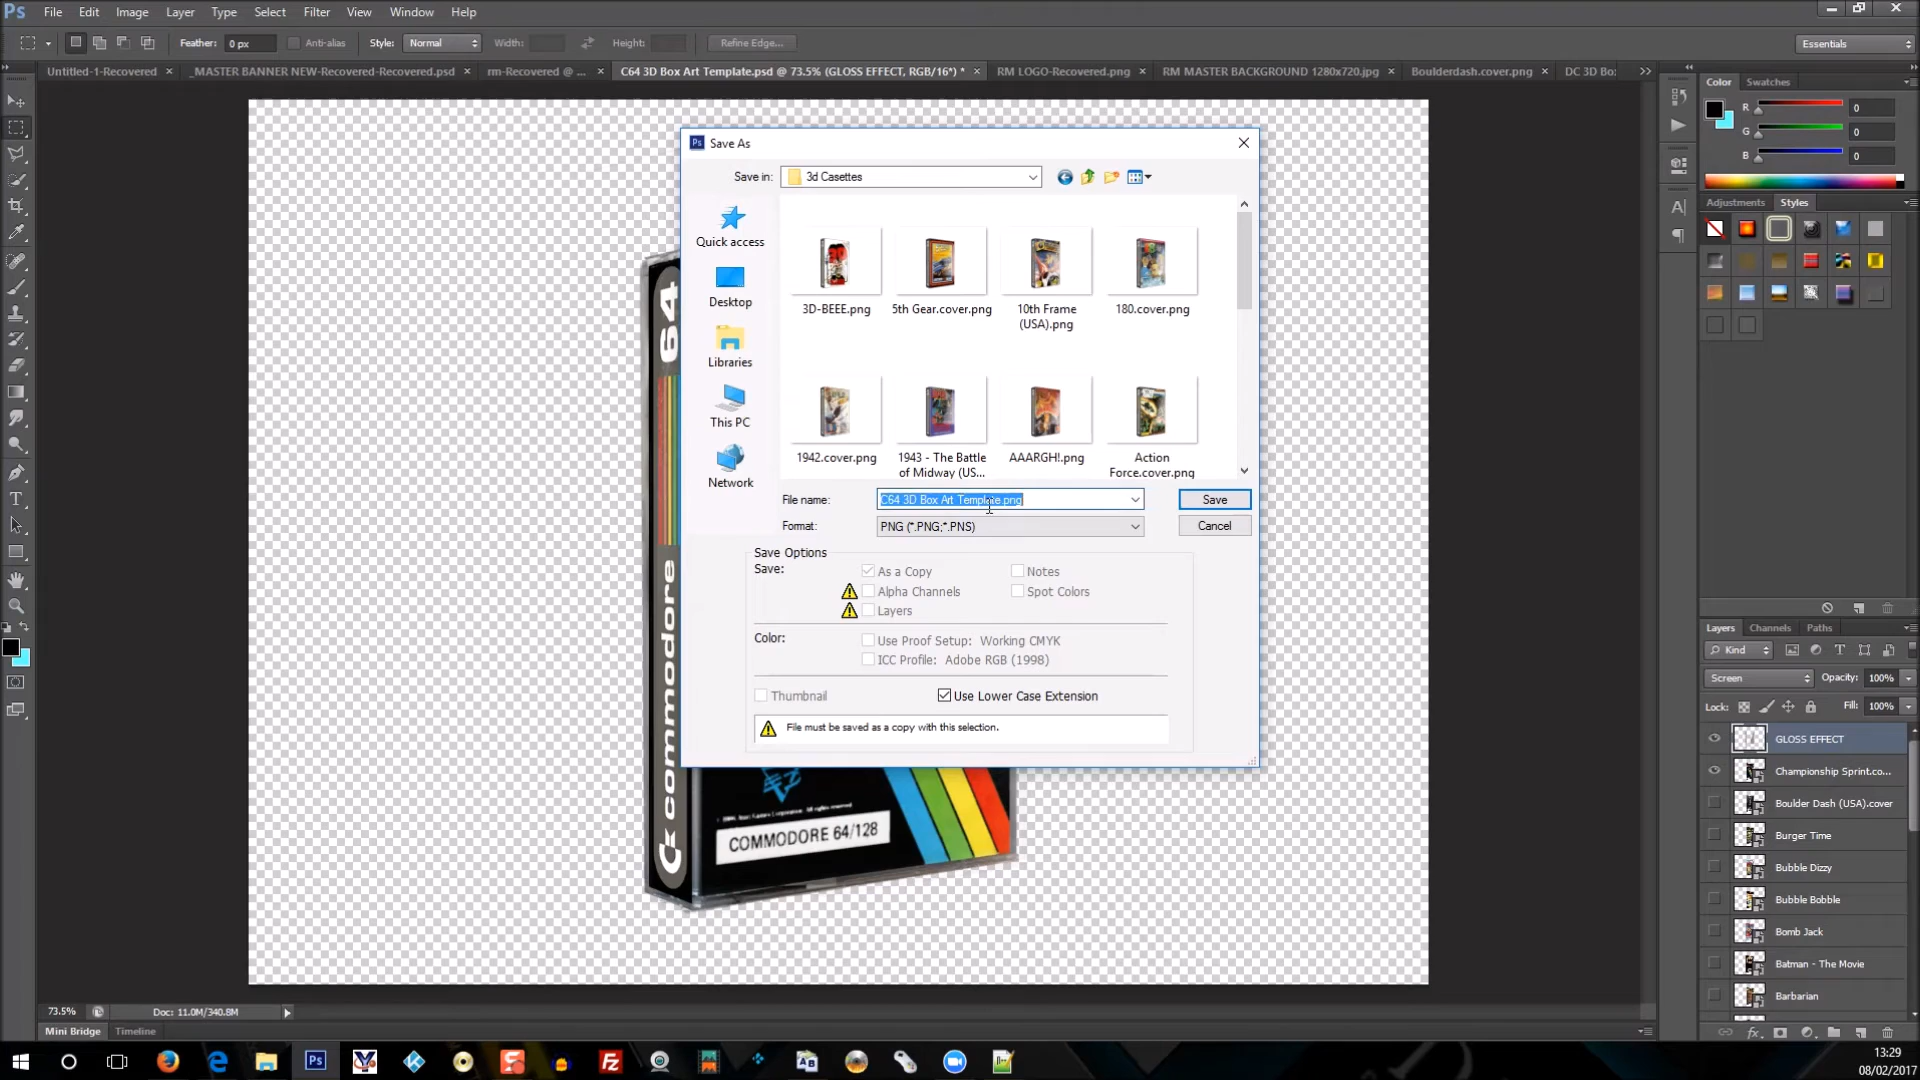 Ps File Edit Image Layer Type Select Filter View Window Help
Feather: 0 px Anti-alias Style: Normal Width: Height: Refine Edge... Essentials
Untitled-1-Recovered × _MASTER BANNER NEW-Recovered-Recovered.psd × rm-Recovered @ ... × C64 3D Box Art Template.psd @ 73.5% (GLOSS EFFECT, RGB/16*) * × RM LOGO-Recovered.png × RM MASTER BACKGROUND 1280x720.jpg × Boulderdash.cover.png × DC 3D Bo
Color Swatches
R 0
G 0
B 0
Adjustments Styles
Save As
Save in: 3d Casettes
Quick access
Desktop
Libraries
This PC
Network
3D-BEEE.png
5th Gear.cover.png
10th Frame
(USA).png
180.cover.png
1942.cover.png
1943 - The Battle
of Midway (US...
AAARGH!.png
Action
Force.cover.png
File name: C64 3D Box Art Template.png Save
Format: PNG (*.PNG;*.PNS) Cancel
Save Options
Save: As a Copy Notes
Alpha Channels Spot Colors
Layers
Color: Use Proof Setup: Working CMYK
ICC Profile: Adobe RGB (1998)
Thumbnail Use Lower Case Extension
File must be saved as a copy with this selection.
64
commodore
COMMODORE 64/128
Layers Channels Paths
Kind
Screen Opacity: 100%
Lock: Fill: 100%
GLOSS EFFECT
Championship Sprint.co...
Boulder Dash (USA).cover
Burger Time
Bubble Dizzy
Bubble Bobble
Bomb Jack
Batman - The Movie
Barbarian
73.5% Doc: 11.0M/340.8M
Mini Bridge Timeline
13:29
08/02/2017